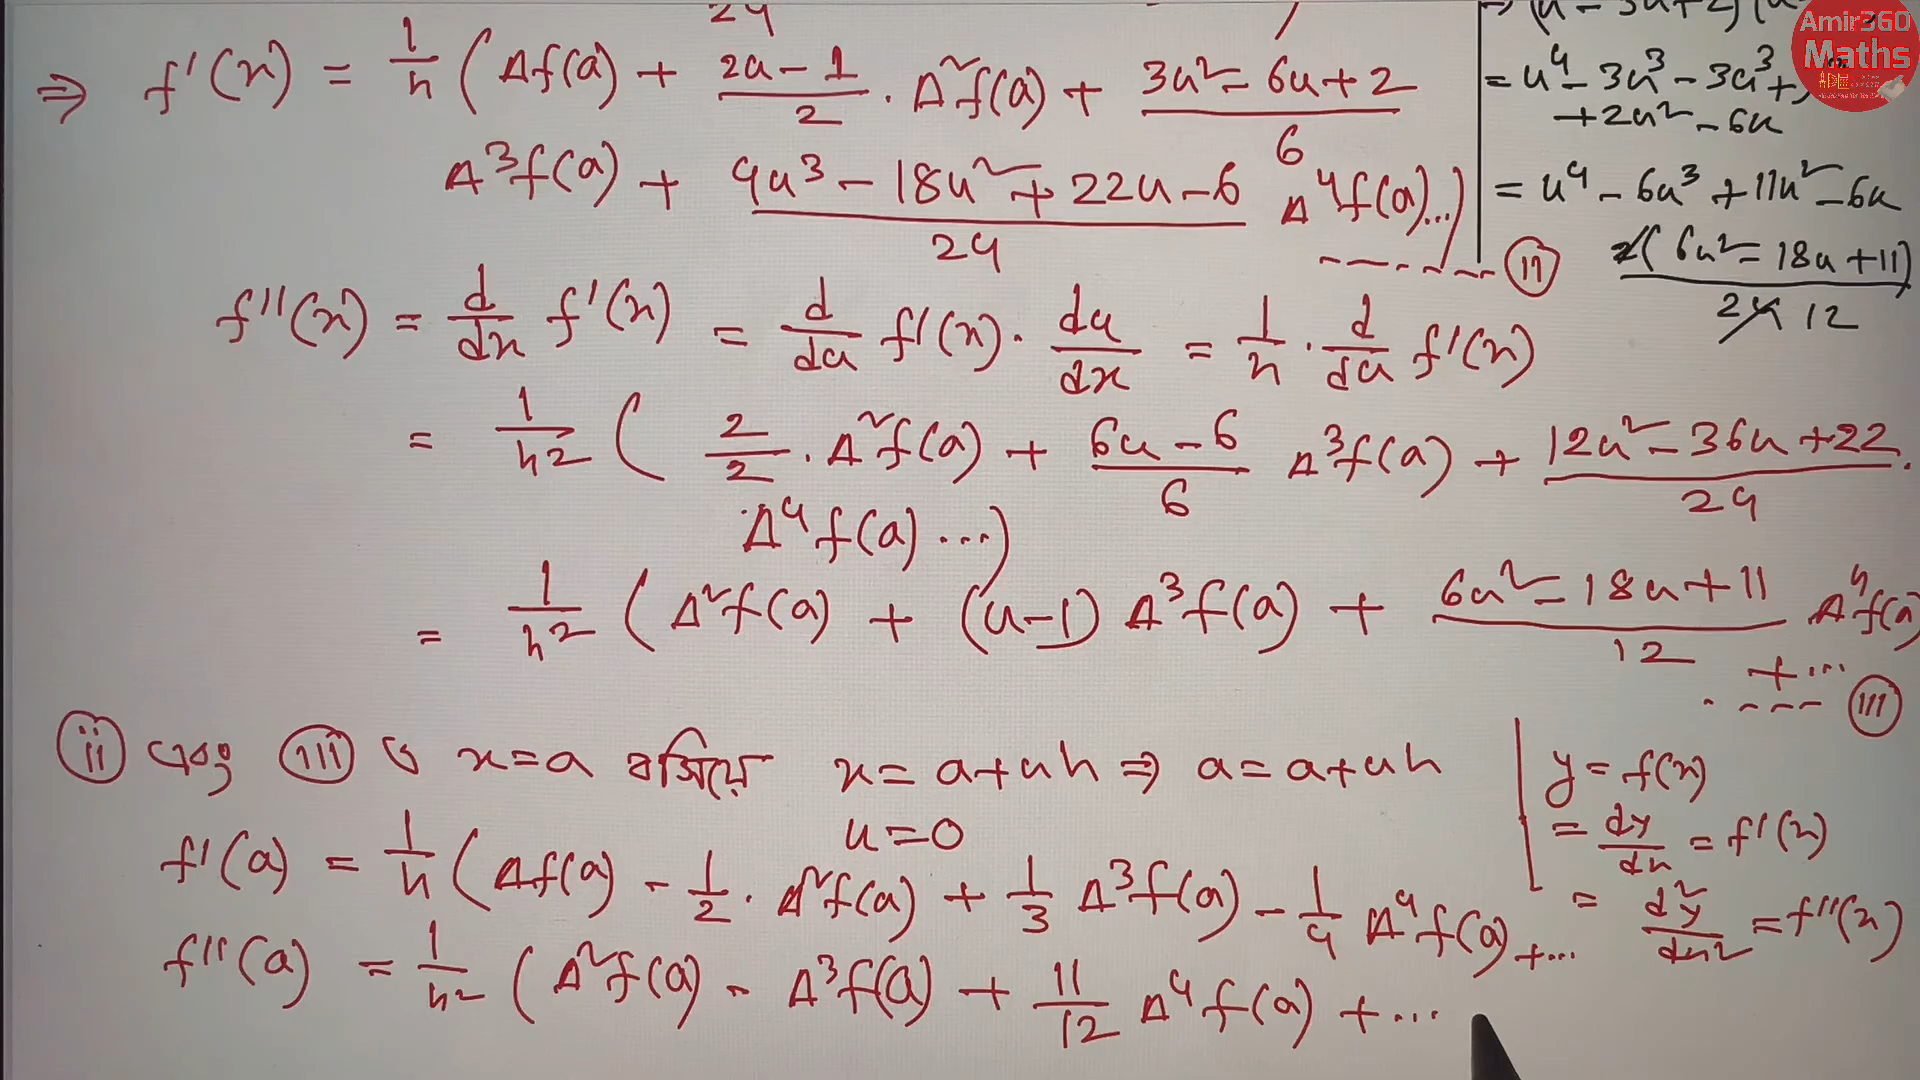 24
⇒ f'(x) = 1/h ( Δf(a) + (2u-1)/2 . Δ²f(a) + (3u²-6u+2)/6
Δ³f(a) + (4u³-18u²+22u-6)/24 Δ⁴f(a)...)
------- (ii)
f''(x) = d/dx f'(x) = d/du f'(x) . du/dx = 1/h . d/du f'(x)
= 1/h² ( 2/2 . Δ²f(a) + (6u-6)/6 Δ³f(a) + (12u²-36u+22)/24 .
Δ⁴f(a) ...)
= 1/h² ( Δ²f(a) + (u-1) Δ³f(a) + (6u²-18u+11)/12 Δ⁴f(a)
+...
---- (iii)
(ii) এবং (iii) এ x=a বসিয়ে x=a+uh ⇒ a=a+uh
u=0
f'(a) = 1/h ( Δf(a) - 1/2 . Δ²f(a) + 1/3 Δ³f(a) - 1/4 Δ⁴f(a) +...
f''(a) = 1/h² ( Δ²f(a) - Δ³f(a) + 11/12 Δ⁴f(a) +...
= u⁴-3u³-3u³+
+2u²-6u
= u⁴-6u³+11u²-6u
2(6u²-18u+11)
24 12
y = f(x)
= dy/dx = f'(x)
= d²y/dx² = f''(x)
Amir360
Maths